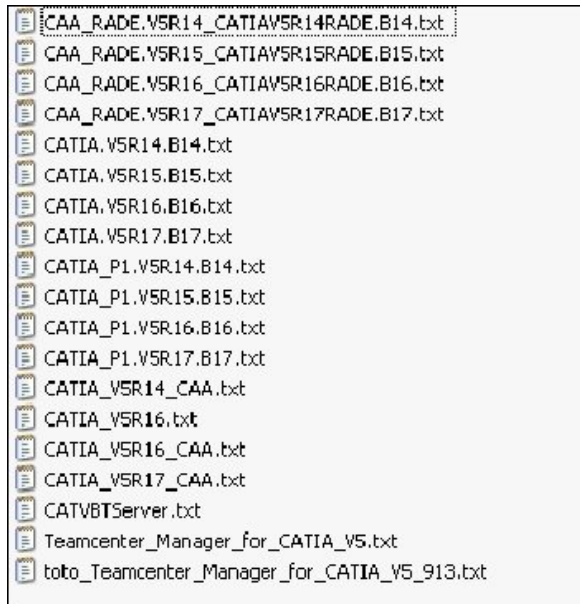 CAA_RADE.V5R14_CATIAV5R14RADE.B14.txt
CAA_RADE.V5R15_CATIAV5R15RADE.B15.txt
CAA_RADE.V5R16_CATIAV5R16RADE.B16.txt
CAA_RADE.V5R17_CATIAV5R17RADE.B17.txt
CATIA.V5R14.B14.txt
CATIA.V5R15.B15.txt
CATIA.V5R16.B16.txt
CATIA.V5R17.B17.txt
CATIA_P1.V5R14.B14.txt
CATIA_P1.V5R15.B15.txt
CATIA_P1.V5R16.B16.txt
CATIA_P1.V5R17.B17.txt
CATIA_V5R14_CAA.txt
CATIA_V5R16.txt
CATIA_V5R16_CAA.txt
CATIA_V5R17_CAA.txt
CATVBTServer.txt
Teamcenter_Manager_for_CATIA_V5.txt
toto_Teamcenter_Manager_for_CATIA_V5_913.txt